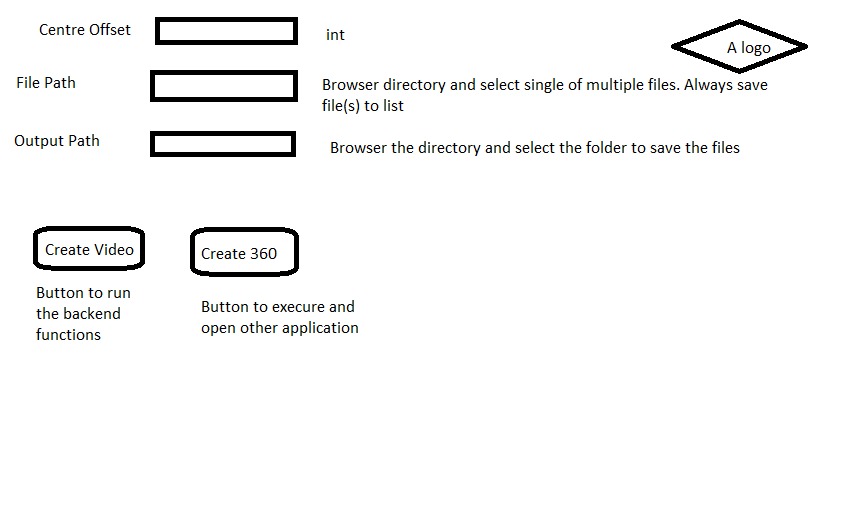 Centre Offset
int
A logo
File Path
Browser directory and select single of multiple files. Always save
file(s) to list
Output Path
Browser the directory and select the folder to save the files
Create Video
Create 360
Button to run
the backend
functions
Button to execure and
open other application